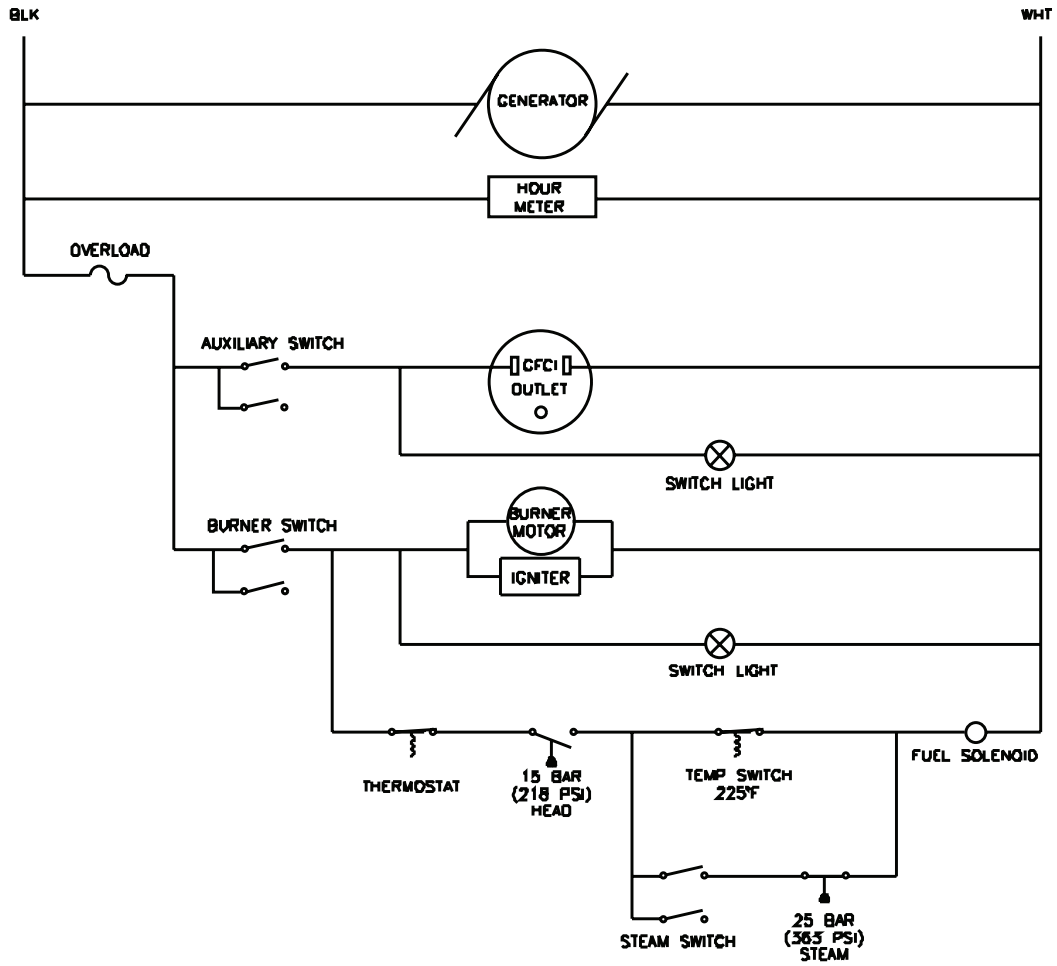 BLK
WHT
GENERATOR
HOUR
METER
OVERLOAD
AUXILIARY SWITCH
GFCI
OUTLET
SWITCH LIGHT
BURNER SWITCH
BURNER
MOTOR
IGNITER
SWITCH LIGHT
THERMOSTAT
15 BAR
(218 PSI)
HEAD
TEMP SWITCH
225°F
FUEL SOLENOID
STEAM SWITCH
25 BAR
(363 PSI)
STEAM